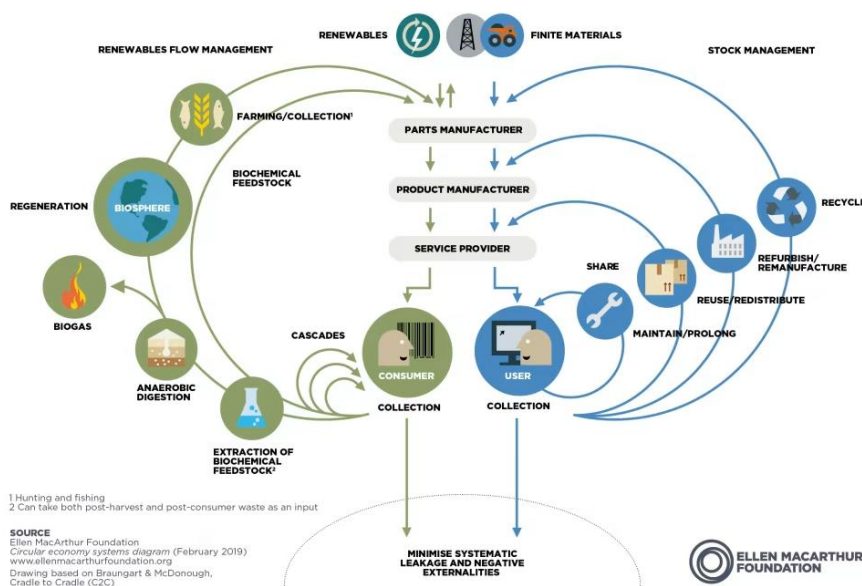 RENEWABLES
FINITE MATERIALS
RENEWABLES FLOW MANAGEMENT
STOCK MANAGEMENT
FARMING/COLLECTION¹
PARTS MANUFACTURER
BIOCHEMICAL
FEEDSTOCK
PRODUCT MANUFACTURER
REGENERATION
BIOSPHERE
RECYCLE
SERVICE PROVIDER
REFURBISH/
REMANUFACTURE
SHARE
REUSE/REDISTRIBUTE
BIOGAS
CASCADES
MAINTAIN/PROLONG
CONSUMER
USER
ANAEROBIC
DIGESTION
COLLECTION
COLLECTION
EXTRACTION OF
BIOCHEMICAL
FEEDSTOCK²
1 Hunting and fishing
2 Can take both post-harvest and post-consumer waste as an input
SOURCE
Ellen MacArthur Foundation
Circular economy systems diagram (February 2019)
www.ellenmacarthurfoundation.org
Drawing based on Braungart & McDonough,
Cradle to Cradle (C2C)
MINIMISE SYSTEMATIC
LEAKAGE AND NEGATIVE
EXTERNALITIES
ELLEN MACARTHUR
FOUNDATION